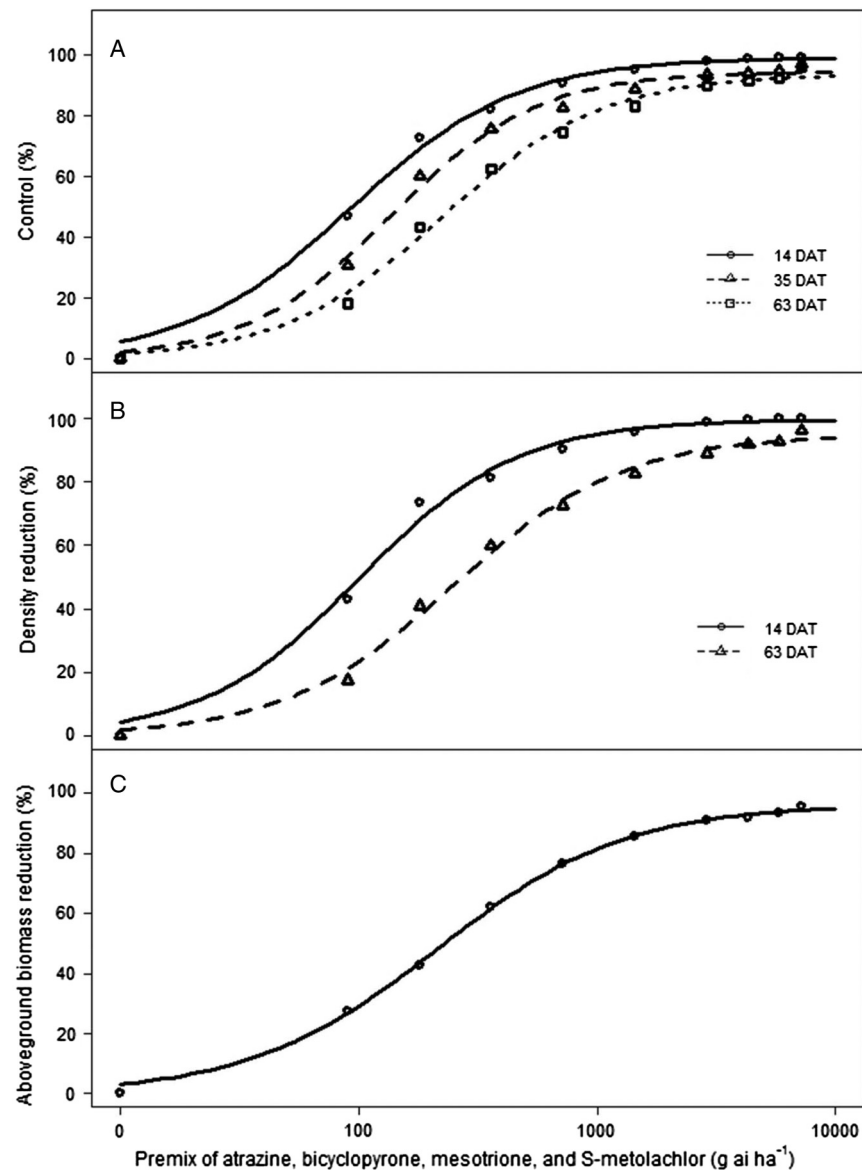 A
100
80
60
40
20
0
Control (%)
14 DAT
35 DAT
63 DAT
B
100
80
60
40
20
0
Density reduction (%)
14 DAT
63 DAT
C
100
80
60
40
20
0
Aboveground biomass reduction (%)
0 100 1000 10000
Premix of atrazine, bicyclopyrone, mesotrione, and S-metolachlor (g ai ha⁻¹)